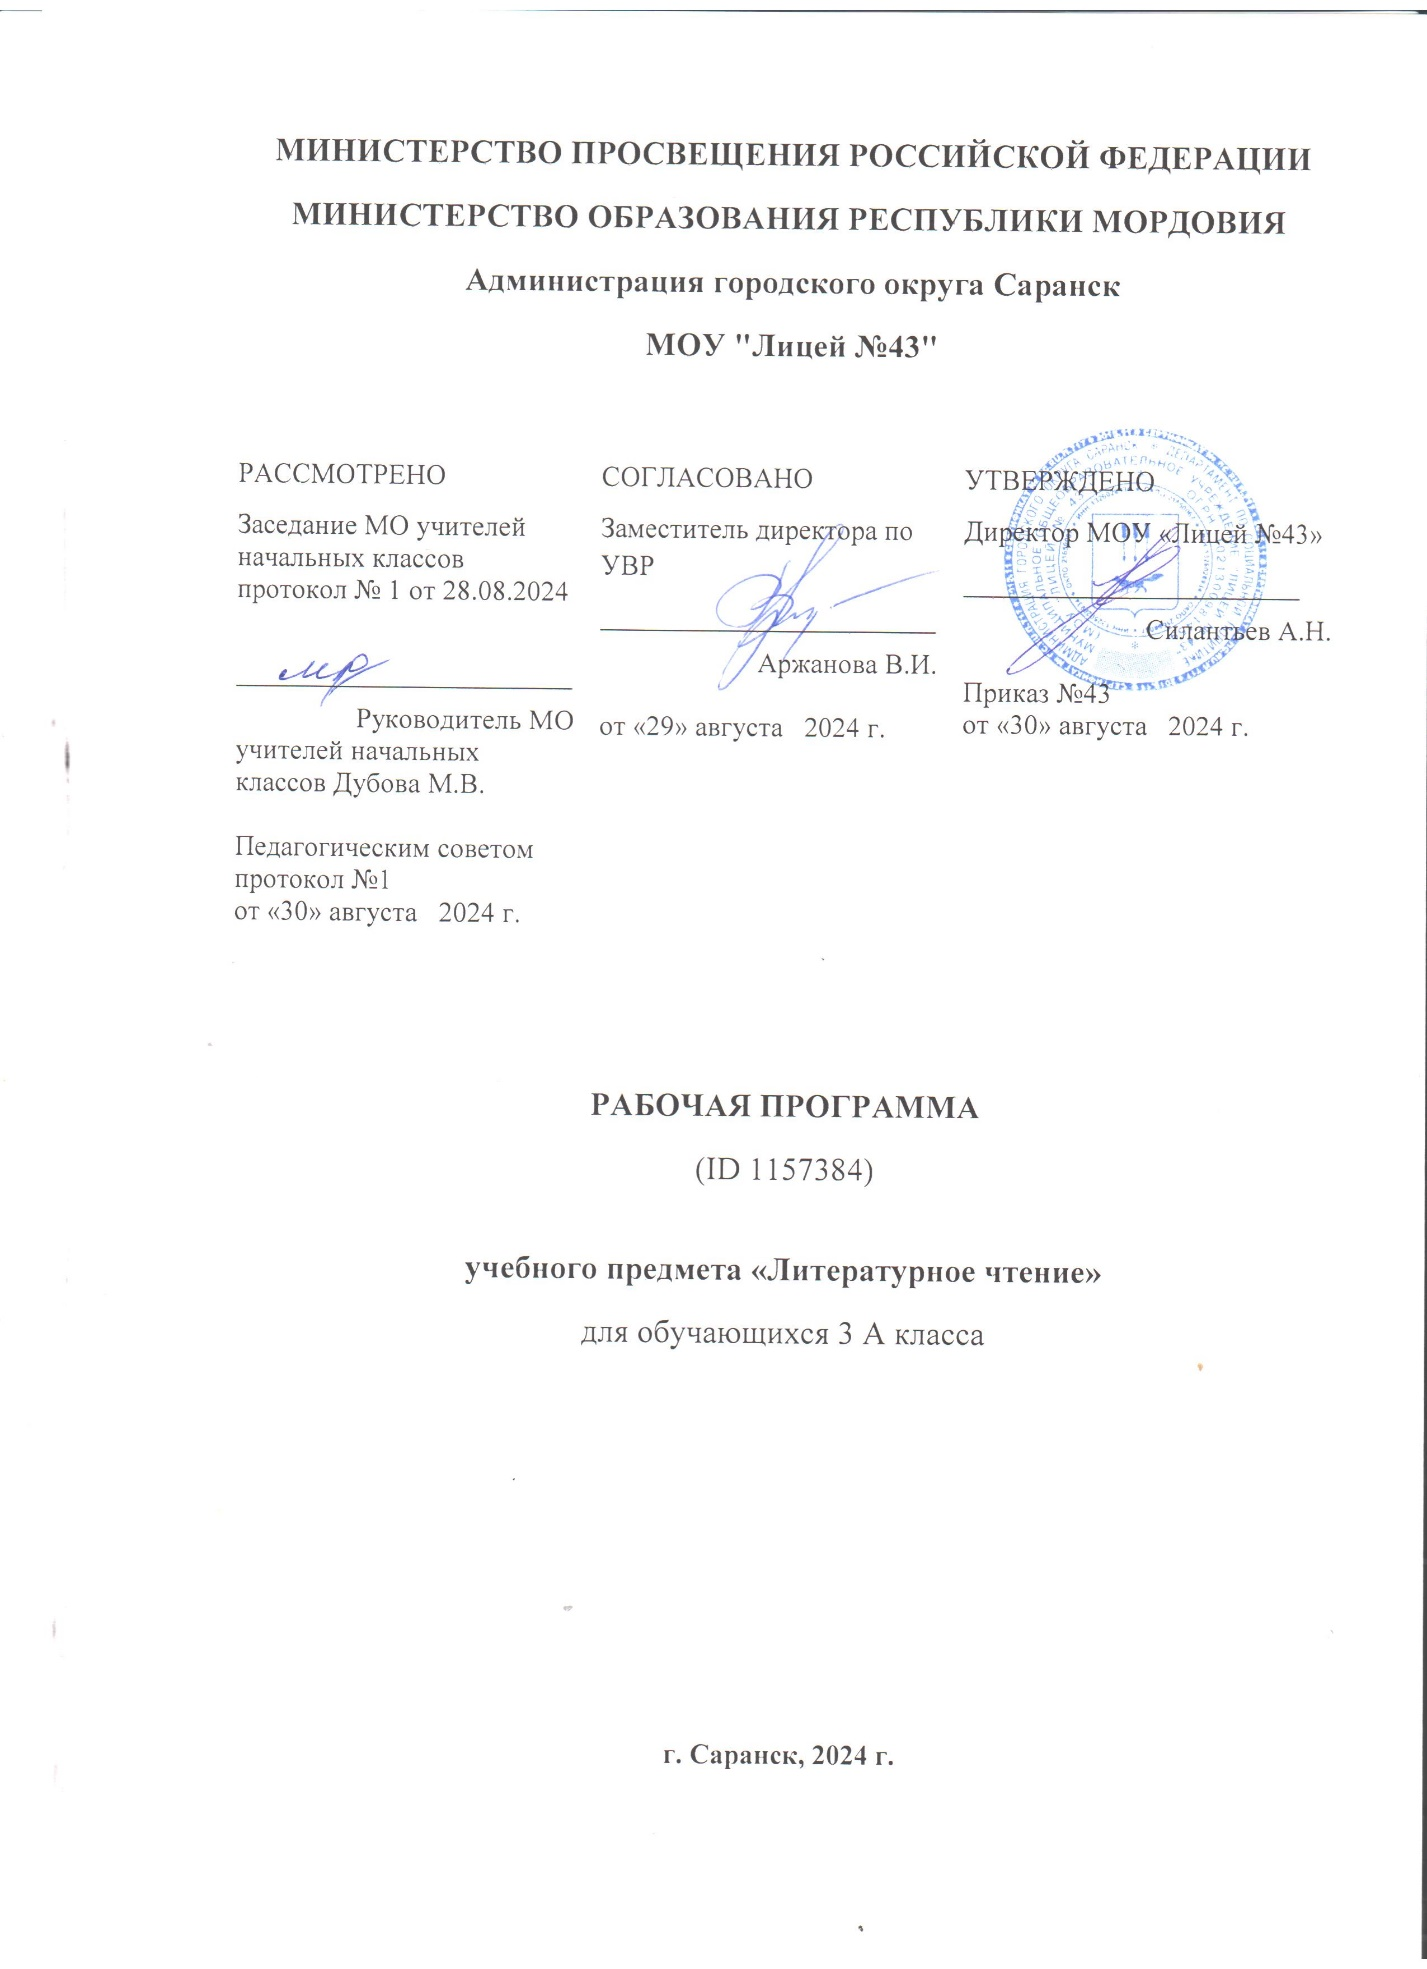 МИНИСТЕРСТВО ПРОСВЕЩЕНИЯ РОССИЙСКОЙ ФЕДЕРАЦИИ
МИНИСТЕРСТВО ОБРАЗОВАНИЯ РЕСПУБЛИКИ МОРДОВИЯ
Администрация городского округа Саранск
МОУ "Лицей №43"
РАССМОТРЕНО
Заседание МО учителей
начальных классов
протокол № 1 от 28.08.2024
Руководитель МО
учителей начальных
классов Дубова М.В.
Педагогическим советом
протокол №1
от «30» августа 2024 г.
СОГЛАСОВАНО
Заместитель директора по
УВР
Аржанова В.И.
от «29» августа 2024 г.
УТВЕРЖДЕНО
Директор МОУ «Лицей №43»
Силантьев А.Н.
Приказ №43
от «30» августа 2024 г.
РАБОЧАЯ ПРОГРАММА
(ID 1157384)
учебного предмета «Литературное чтение»
для обучающихся 3 А класса
г. Саранск, 2024 г.